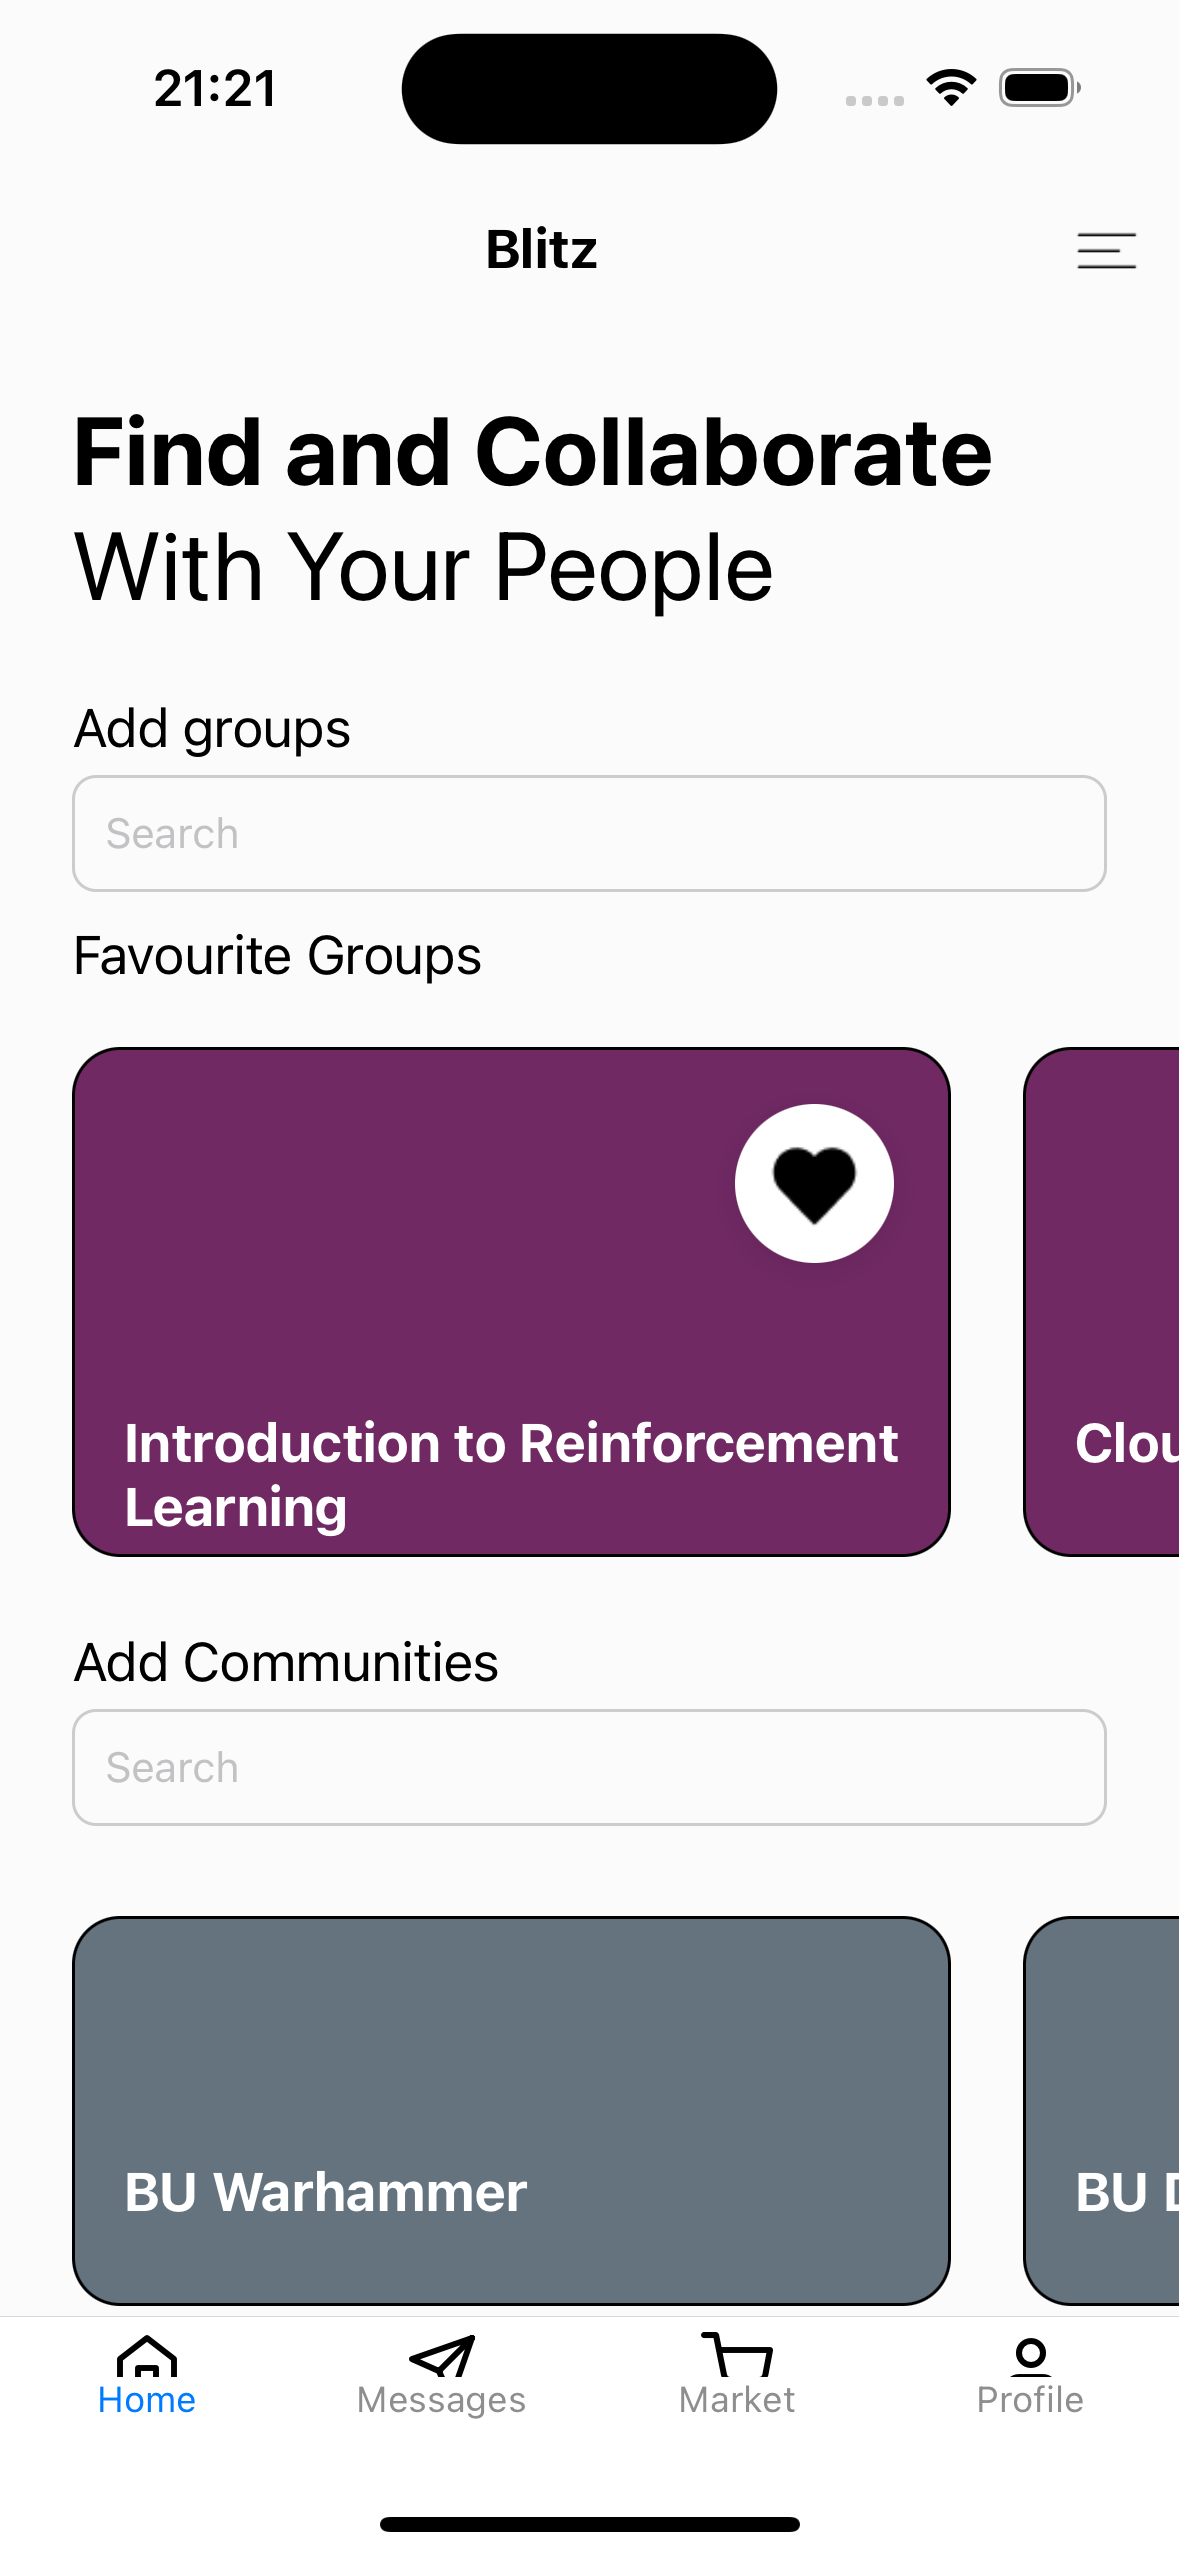 21:21
Blitz
Find and Collaborate
With Your People
Add groups
Search
Favourite Groups
Introduction to Reinforcement
Learning
Add Communities
Search
BU Warhammer
BU
Home
Messages
Market
Profile